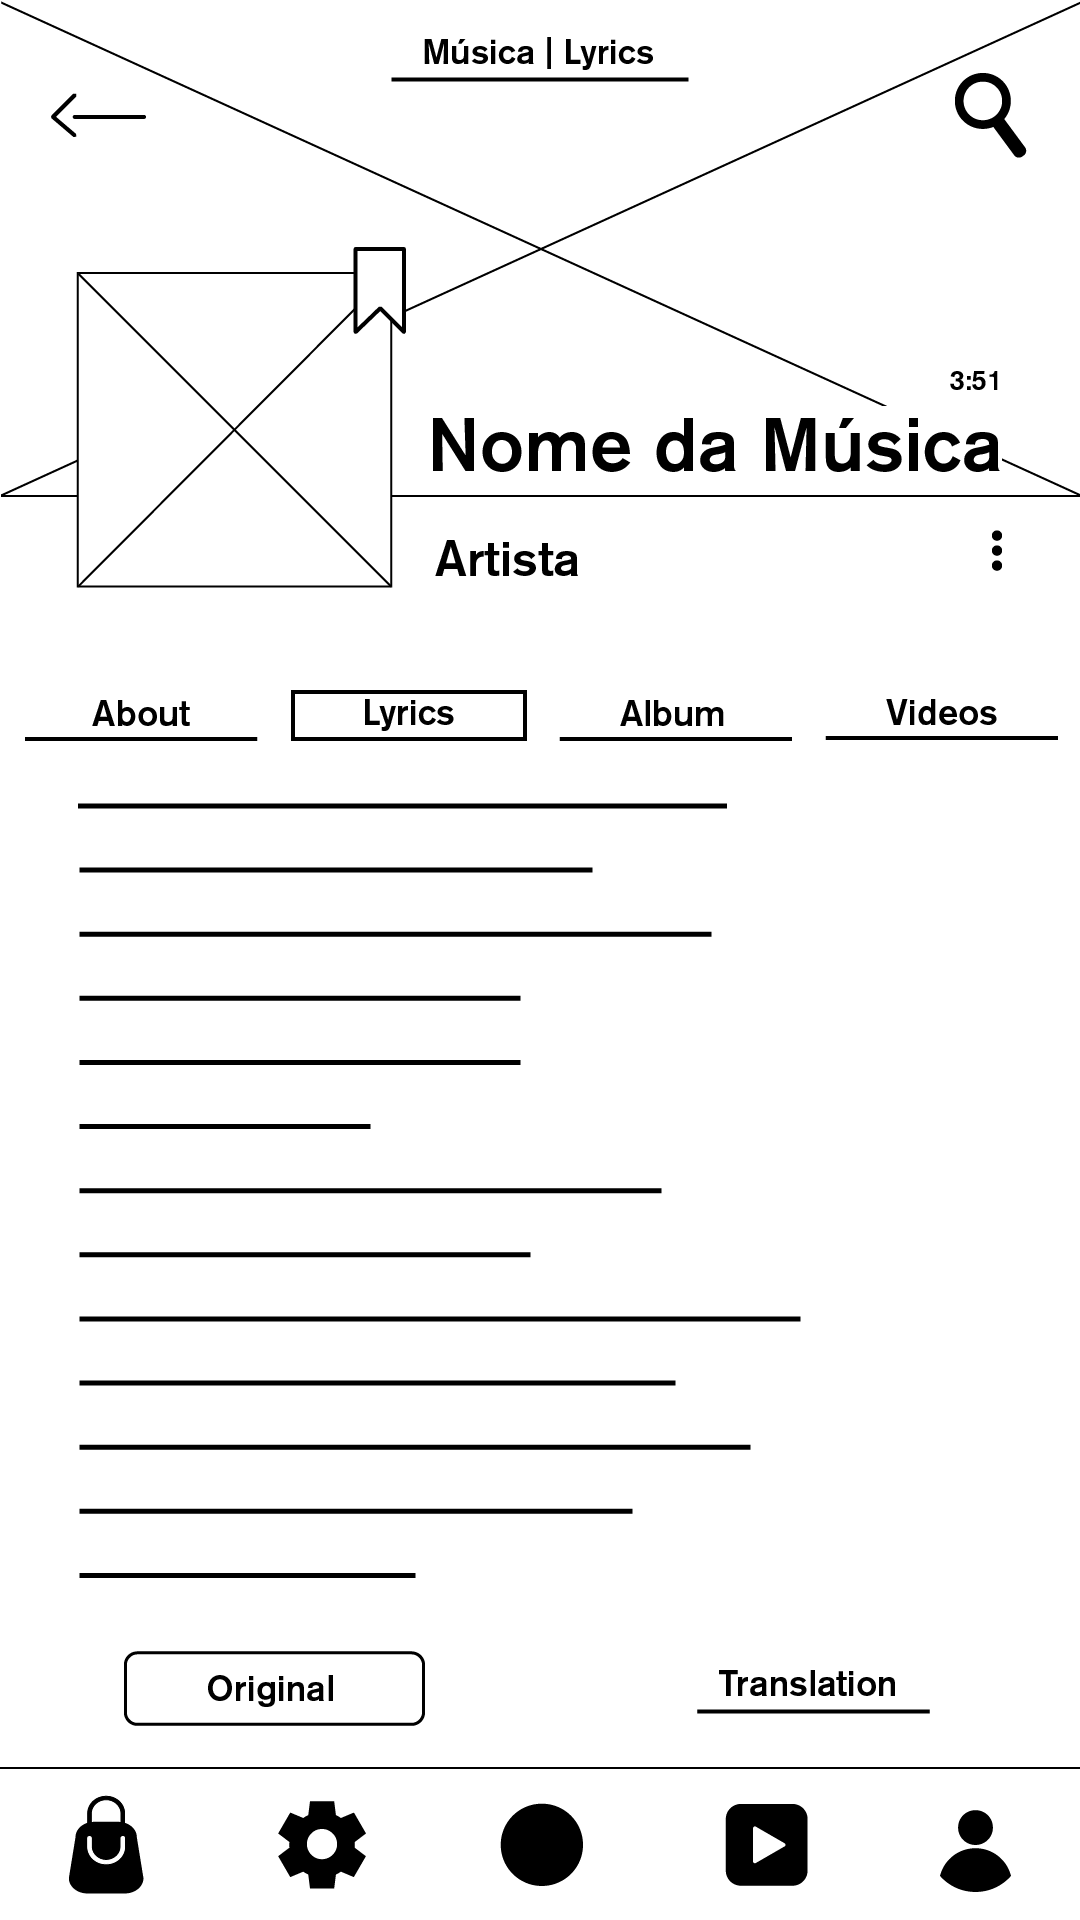 Música | Lyrics
3:51
Nome da Música
Artista
About
Lyrics
Album
Videos
Original
Translation